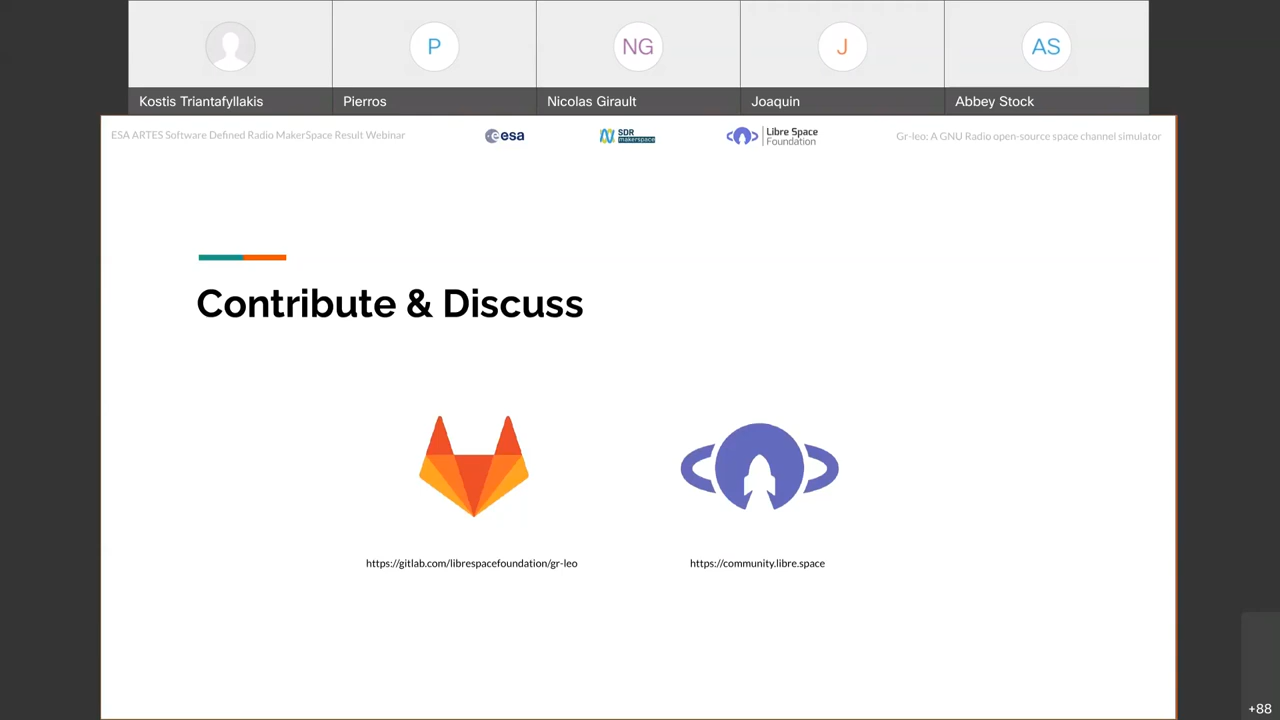 P
NG
J
AS
Kostis Triantafyllakis
Pierros
Nicolas Girault
Joaquin
Abbey Stock
ESA ARTES Software Defined Radio MakerSpace Result Webinar
esa
SDR
makerspace
Libre Space
Foundation
Gr-leo: A GNU Radio open-source space channel simulator
Contribute & Discuss
https://gitlab.com/librespacefoundation/gr-leo
https://community.libre.space
+88